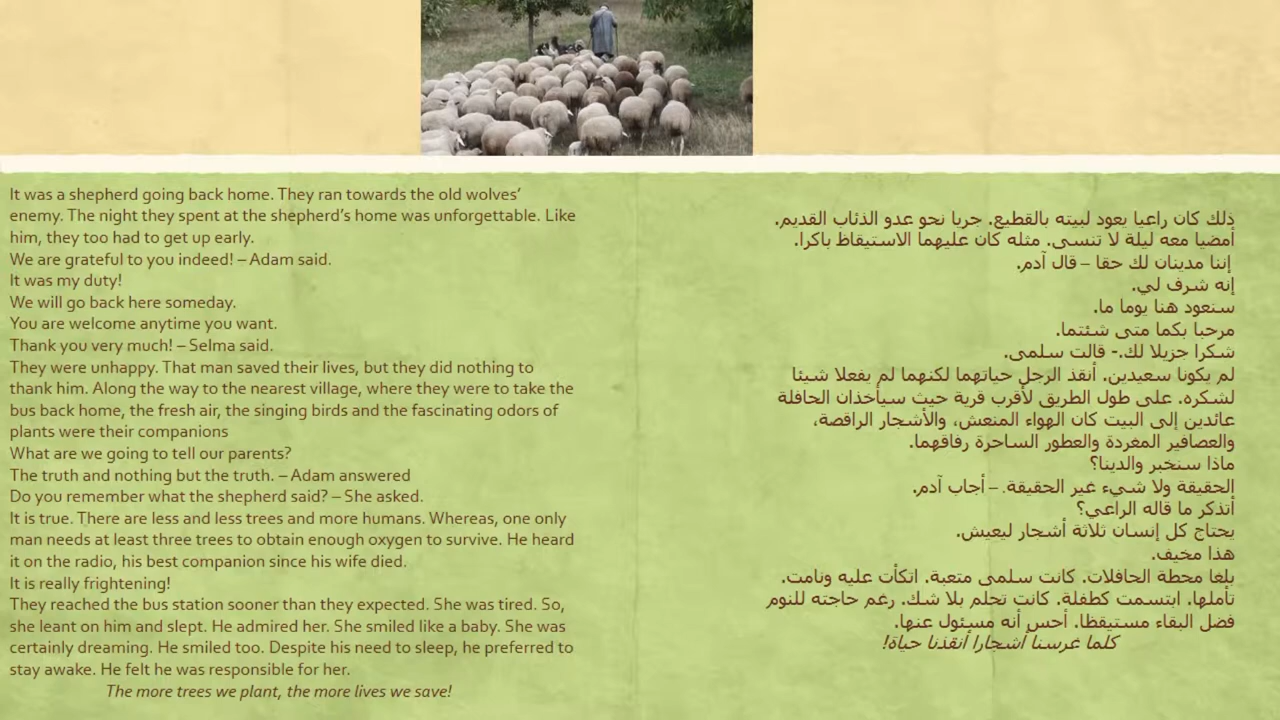 It was a shepherd going back home. They ran towards the old wolves’
enemy. The night they spent at the shepherd’s home was unforgettable. Like
him, they too had to get up early.
We are grateful to you indeed! – Adam said.
It was my duty!
We will go back here someday.
You are welcome anytime you want.
Thank you very much! – Selma said.
They were unhappy. That man saved their lives, but they did nothing to
thank him. Along the way to the nearest village, where they were to take the
bus back home, the fresh air, the singing birds and the fascinating odors of
plants were their companions
What are we going to tell our parents?
The truth and nothing but the truth. – Adam answered
Do you remember what the shepherd said? – She asked.
It is true. There are less and less trees and more humans. Whereas, one only
man needs at least three trees to obtain enough oxygen to survive. He heard
it on the radio, his best companion since his wife died.
It is really frightening!
They reached the bus station sooner than they expected. She was tired. So,
she leant on him and slept. He admired her. She smiled like a baby. She was
certainly dreaming. He smiled too. Despite his need to sleep, he preferred to
stay awake. He felt he was responsible for her.
The more trees we plant, the more lives we save!
ذلك كان راعيا يعود لبيته بالقطيع. جريا نحو عدو الذئاب القديم.
أمضيا معه ليلة لا تنسى. مثله كان عليهما الاستيقاظ باكرا.
إننا مدينان لك حقا – قال آدم.
إنه شرف لي.
سنعود هنا يوما ما.
مرحبا بكما متى شئتما.
شكرا جزيلا لك.- قالت سلمى.
لم يكونا سعيدين. أنقذ الرجل حياتهما لكنهما لم يفعلا شيئا
لشكره. على طول الطريق لأقرب قرية حيث سيأخذان الحافلة
عائدين إلى البيت كان الهواء المنعش، والأشجار الراقصة،
والعصافير المغردة والعطور الساحرة رفاقهما.
ماذا سنخبر والدينا؟
الحقيقة ولا شيء غير الحقيقة. – أجاب آدم.
أتذكر ما قاله الراعي؟
يحتاج كل إنسان ثلاثة أشجار ليعيش.
هذا مخيف.
بلغا محطة الحافلات. كانت سلمى متعبة. اتكأت عليه ونامت.
تأملها. ابتسمت كطفلة. كانت تحلم بلا شك. رغم حاجته للنوم
فضل البقاء مستيقظا. أحس أنه مسئول عنها.
كلما غرسنا أشجارا أنقذنا حياة!